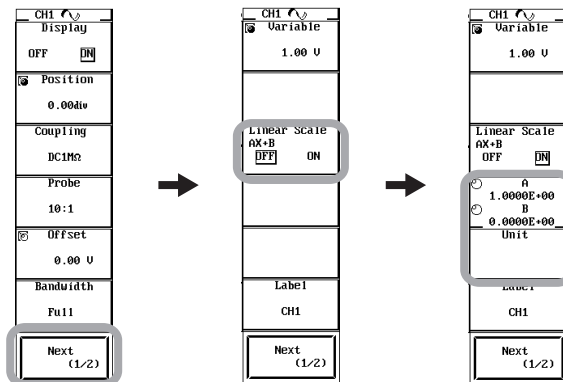 CH1
Display
OFF ON
Position
0.00div
Coupling
DC1MΩ
Probe
10:1
Offset
0.00 V
Bandwidth
Full
Next
(1/2)
CH1
Variable
1.00 V
Linear Scale
AX+B
OFF ON
Label
CH1
Next
(1/2)
CH1
Variable
1.00 V
Linear Scale
AX+B
OFF ON
A
1.0000E+00
B
0.0000E+00
Unit
Label
CH1
Next
(1/2)